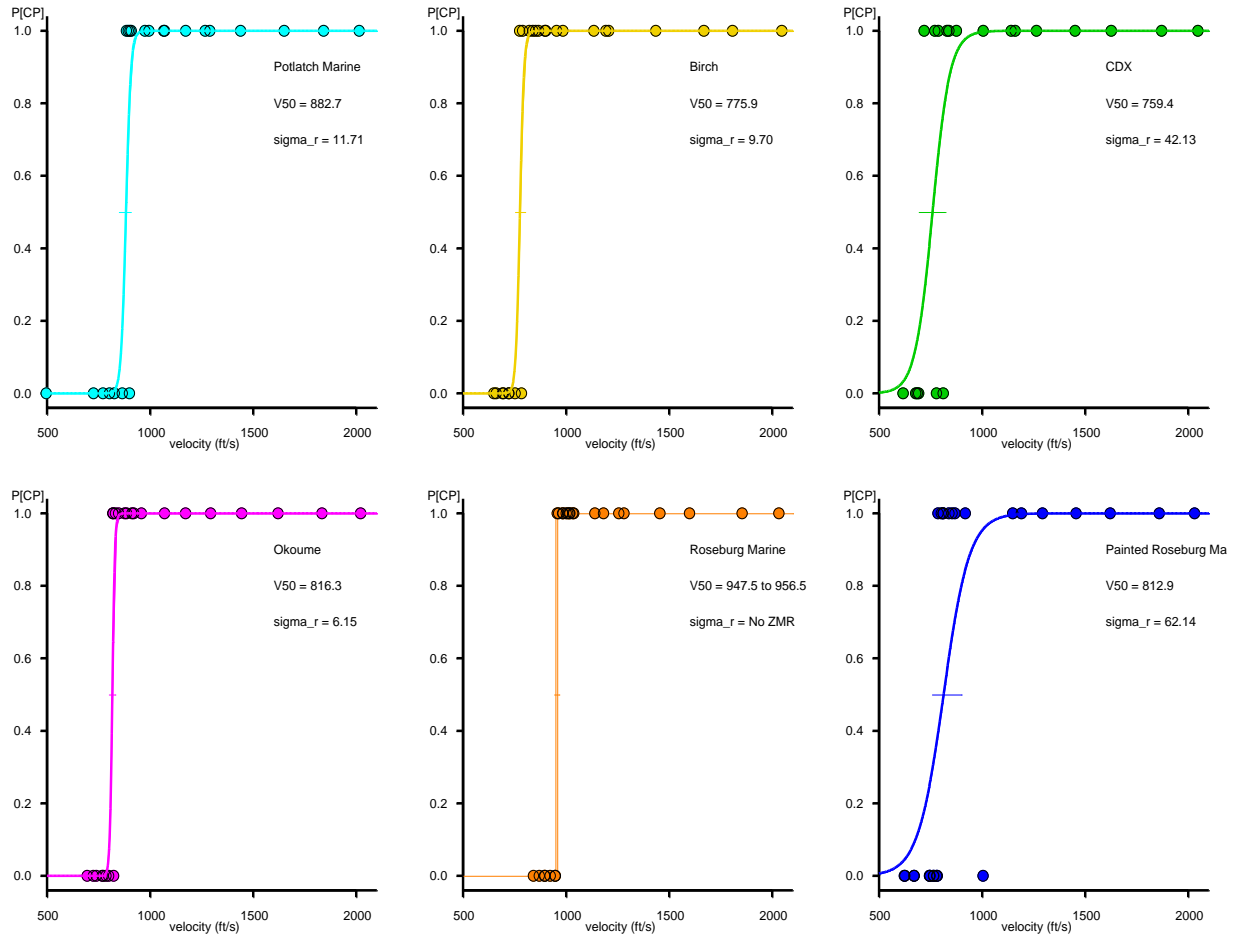 P[CP]
1.0
0.8
0.6
0.4
0.2
0.0
500 1000 1500 2000
velocity (ft/s)
Potlatch Marine
V50 = 882.7
sigma_r = 11.71
P[CP]
1.0
0.8
0.6
0.4
0.2
0.0
500 1000 1500 2000
velocity (ft/s)
Birch
V50 = 775.9
sigma_r = 9.70
P[CP]
1.0
0.8
0.6
0.4
0.2
0.0
500 1000 1500 2000
velocity (ft/s)
CDX
V50 = 759.4
sigma_r = 42.13
P[CP]
1.0
0.8
0.6
0.4
0.2
0.0
500 1000 1500 2000
velocity (ft/s)
Okoume
V50 = 816.3
sigma_r = 6.15
P[CP]
1.0
0.8
0.6
0.4
0.2
0.0
500 1000 1500 2000
velocity (ft/s)
Roseburg Marine
V50 = 947.5 to 956.5
sigma_r = No ZMR
P[CP]
1.0
0.8
0.6
0.4
0.2
0.0
500 1000 1500 2000
velocity (ft/s)
Painted Roseburg Ma
V50 = 812.9
sigma_r = 62.14